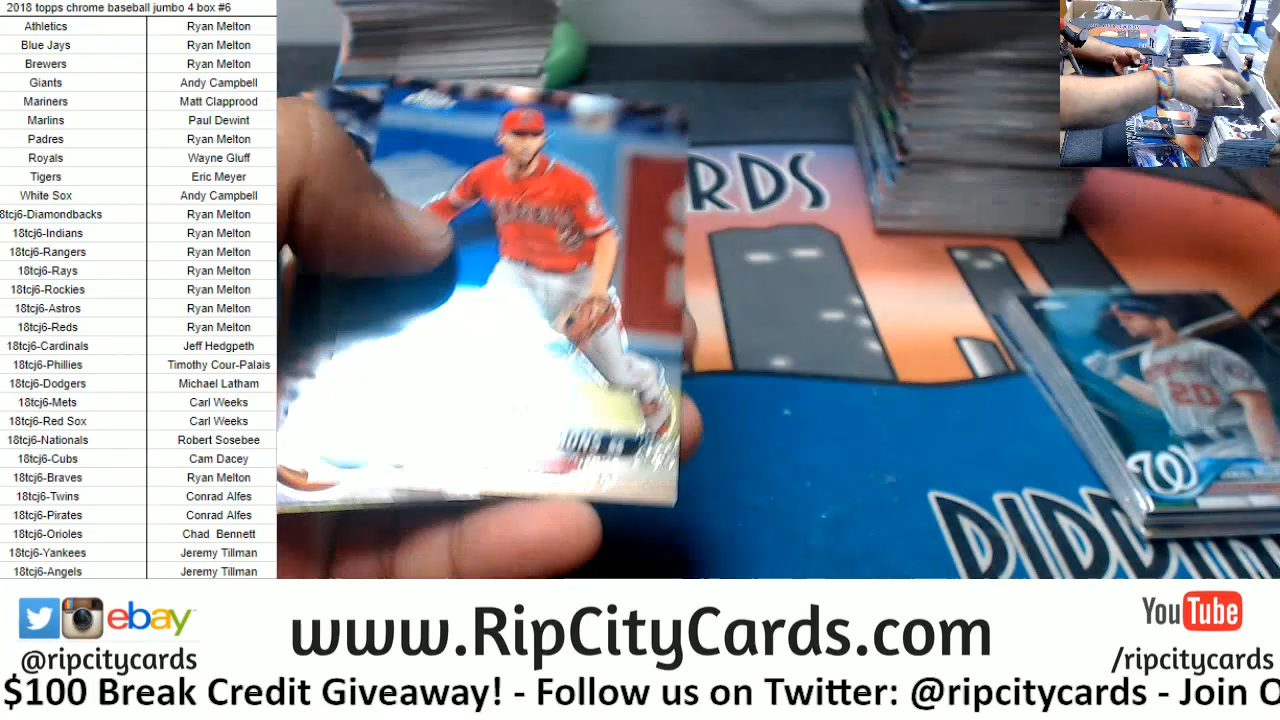 2018 topps chrome baseball jumbo 4 box #6
Athletics Ryan Melton
Blue Jays Ryan Melton
Brewers Ryan Melton
Giants Andy Campbell
Mariners Matt Clapprood
Marlins Paul Dewint
Padres Ryan Melton
Royals Wayne Gluff
Tigers Eric Meyer
White Sox Andy Campbell
8tcj6-Diamondbacks Ryan Melton
18tcj6-Indians Ryan Melton
18tcj6-Rangers Ryan Melton
18tcj6-Rays Ryan Melton
18tcj6-Rockies Ryan Melton
18tcj6-Astros Ryan Melton
18tcj6-Reds Ryan Melton
18tcj6-Cardinals Jeff Hedgpeth
18tcj6-Phillies Timothy Cour-Palais
18tcj6-Dodgers Michael Latham
18tcj6-Mets Carl Weeks
18tcj6-Red Sox Carl Weeks
18tcj6-Nationals Robert Sosebee
18tcj6-Cubs Cam Dacey
18tcj6-Braves Ryan Melton
18tcj6-Twins Conrad Alfes
18tcj6-Pirates Conrad Alfes
18tcj6-Orioles Chad Bennett
18tcj6-Yankees Jeremy Tillman
18tcj6-Angels Jeremy Tillman
RDS
20
W
ebay
@ripcitycards
www.RipCityCards.com
YouTube
/ripcitycards
$100 Break Credit Giveaway! - Follow us on Twitter: @ripcitycards - Join O